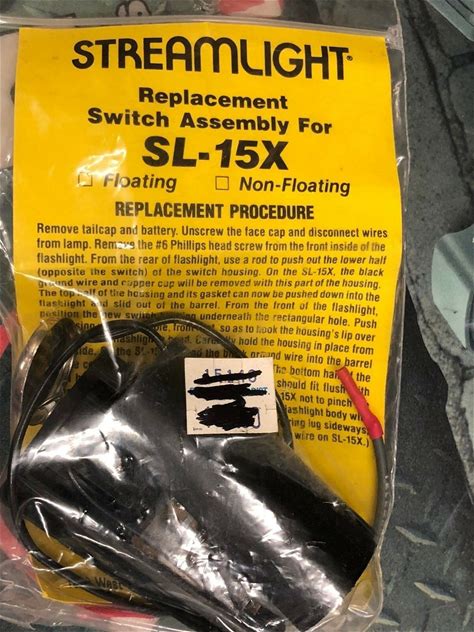 STREAMLIGHT®
Replacement
Switch Assembly For
SL-15X
☐ Floating ☐ Non-Floating
REPLACEMENT PROCEDURE
Remove tailcap and battery. Unscrew the face cap and disconnect wires
from lamp. Remove the #6 Phillips head screw from the front inside of the
flashlight. From the rear of flashlight, use a rod to push out the lower half
(opposite the switch) of the switch housing. On the SL-15X, the black
ground wire and copper cup will be removed with this part of the housing.
The top half of the housing and its gasket can now be pushed down into the
flashlight and slid out of the barrel. From the front of the flashlight,
position the new switch housing underneath the rectangular hole. Push
so as to hook the housing's lip over
hold the housing in place from
ground wire into the barrel
The bottom half of the
should fit flush with
15X not to pinch
flashlight body
lug sideways
wire on SL-15X.)
West